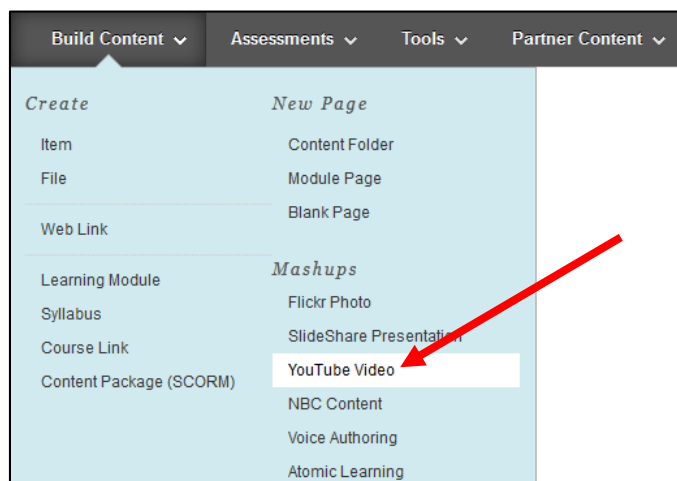 Build Content Assessments Tools Partner Content
Create
Item
File
Web Link
Learning Module
Syllabus
Course Link
Content Package (SCORM)
New Page
Content Folder
Module Page
Blank Page
Mashups
Flickr Photo
SlideShare Presentation
YouTube Video
NBC Content
Voice Authoring
Atomic Learning